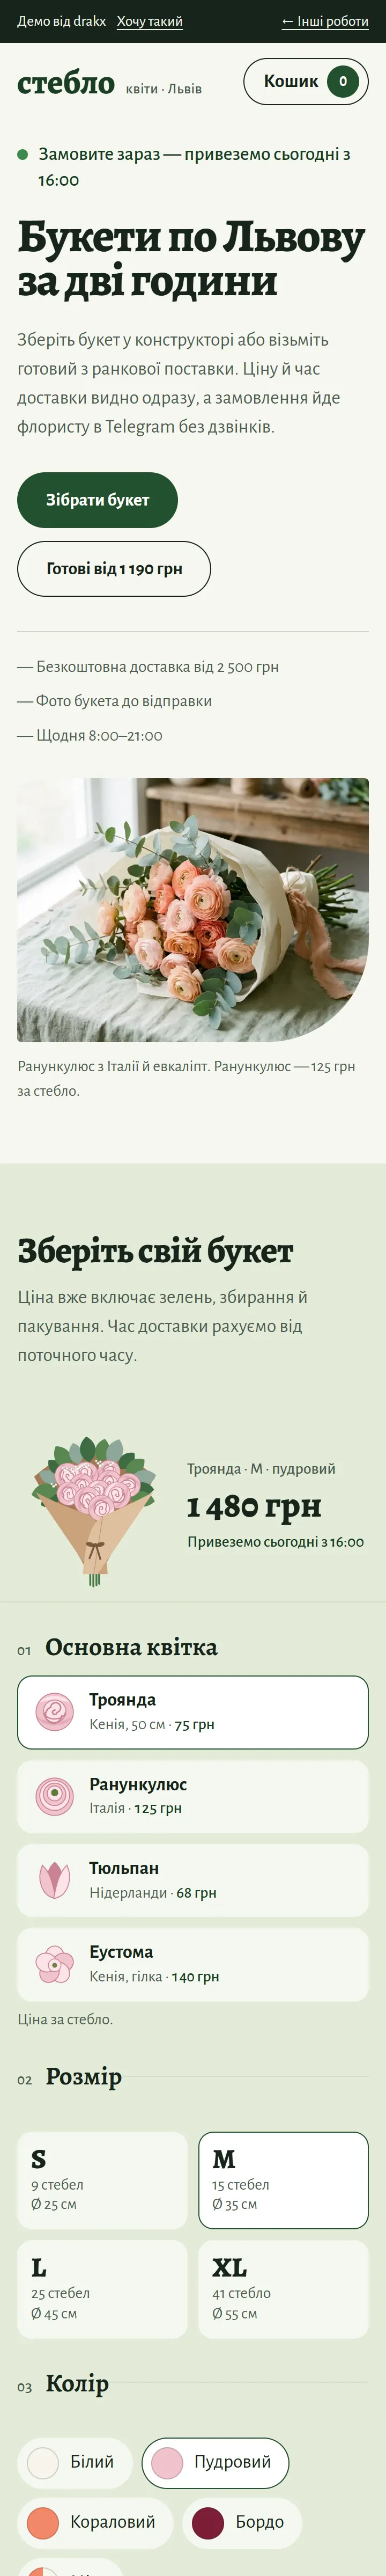 Демо від drakx Хочу такий ← Інші роботи
стебло квіти · Львів Кошик 0
Замовите зараз — привеземо сьогодні з
16:00
Букети по Львову
за дві години
Зберіть букет у конструкторі або візьміть
готовий з ранкової поставки. Ціну й час
доставки видно одразу, а замовлення йде
флористу в Telegram без дзвінків.
Зібрати букет
Готові від 1 190 грн
— Безкоштовна доставка від 2 500 грн
— Фото букета до відправки
— Щодня 8:00–21:00
Ранункулюс з Італії й евкаліпт. Ранункулюс — 125 грн
за стебло.
Зберіть свій букет
Ціна вже включає зелень, збирання й
пакування. Час доставки рахуємо від
поточного часу.
Троянда · M · пудровий
1 480 грн
Привеземо сьогодні з 16:00
01 Основна квітка
Троянда
Кенія, 50 см · 75 грн
Ранункулюс
Італія · 125 грн
Тюльпан
Нідерланди · 68 грн
Еустома
Кенія, гілка · 140 грн
Ціна за стебло.
02 Розмір
S
9 стебел
Ø 25 см
M
15 стебел
Ø 35 см
L
25 стебел
Ø 45 см
XL
41 стебло
Ø 55 см
03 Колір
Білий
Пудровий
Кораловий
Бордо